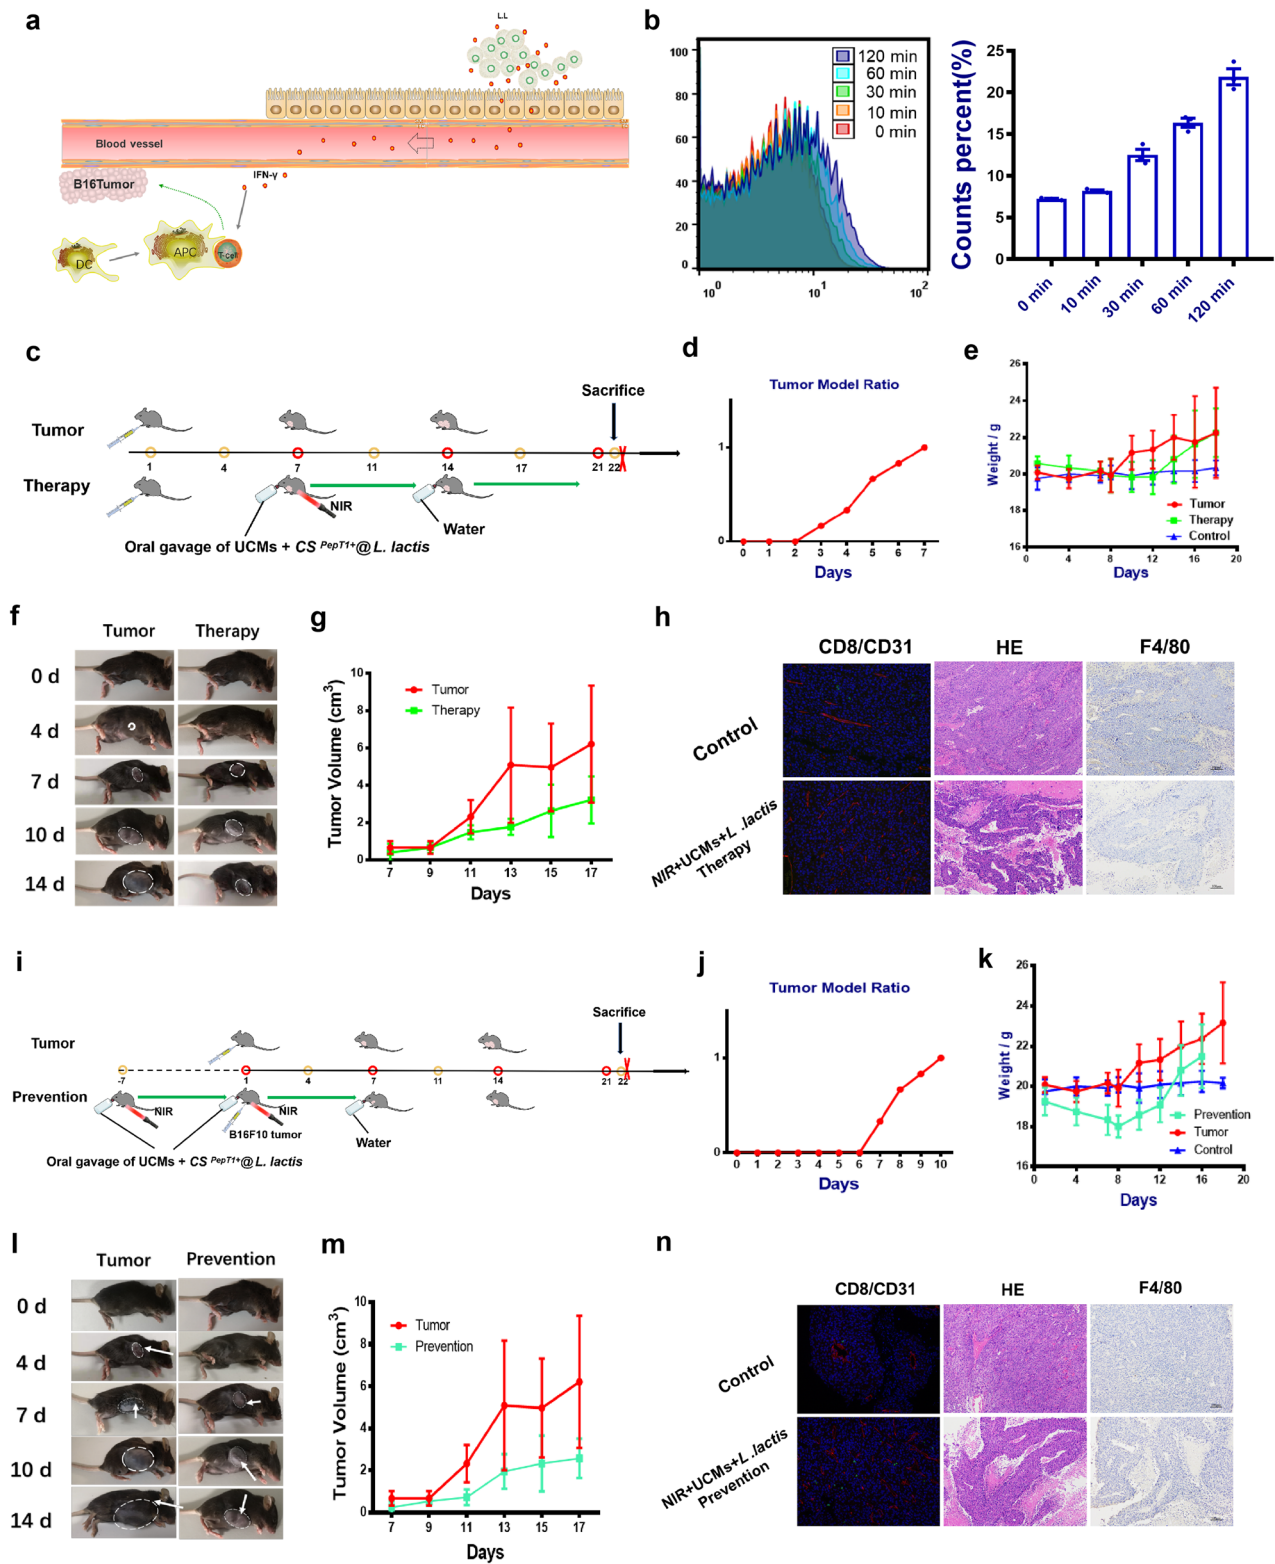 a
L.L
Blood vessel
B16Tumor
IFN-γ
DC
APC
T-cell
b
100
80
60
40
20
0
10⁰
10¹
10²
120 min
60 min
30 min
10 min
0 min
Counts percent(%)
25
20
15
10
5
0
0 min
10 min
30 min
60 min
120 min
c
Sacrifice
Tumor
1
4
7
11
14
17
21
22
Therapy
NIR
Water
Oral gavage of UCMs + CS PepT1+@L. lactis
d
Tumor Model Ratio
1
0
0 1 2 3 4 5 6 7
Days
e
Weight / g
26
24
22
20
18
16
Tumor
Therapy
Control
0 4 8 12 16 20
Days
f
Tumor Therapy
0 d
4 d
7 d
10 d
14 d
g
Tumor Volume (cm³)
10
8
6
4
2
0
Tumor
Therapy
7 9 11 13 15 17
Days
h
CD8/CD31 HE F4/80
Control
NIR+UCMs+L .lactis
Therapy
i
Sacrifice
Tumor
-7 1 4 7 11 14 21 22
Prevention
NIR
NIR
B16F10 tumor
Water
Oral gavage of UCMs + CS PepT1+@L. lactis
j
Tumor Model Ratio
1
0
0 1 2 3 4 5 6 7 8 9 10
Days
k
Weight / g
26
24
22
20
18
16
Prevention
Tumor
Control
0 4 8 12 16 20
Days
l
Tumor Prevention
0 d
4 d
7 d
10 d
14 d
m
Tumor Volume (cm³)
10
8
6
4
2
0
Tumor
Prevention
7 9 11 13 15 17
Days
n
CD8/CD31 HE F4/80
Control
NIR+UCMs+L .lactis
Prevention